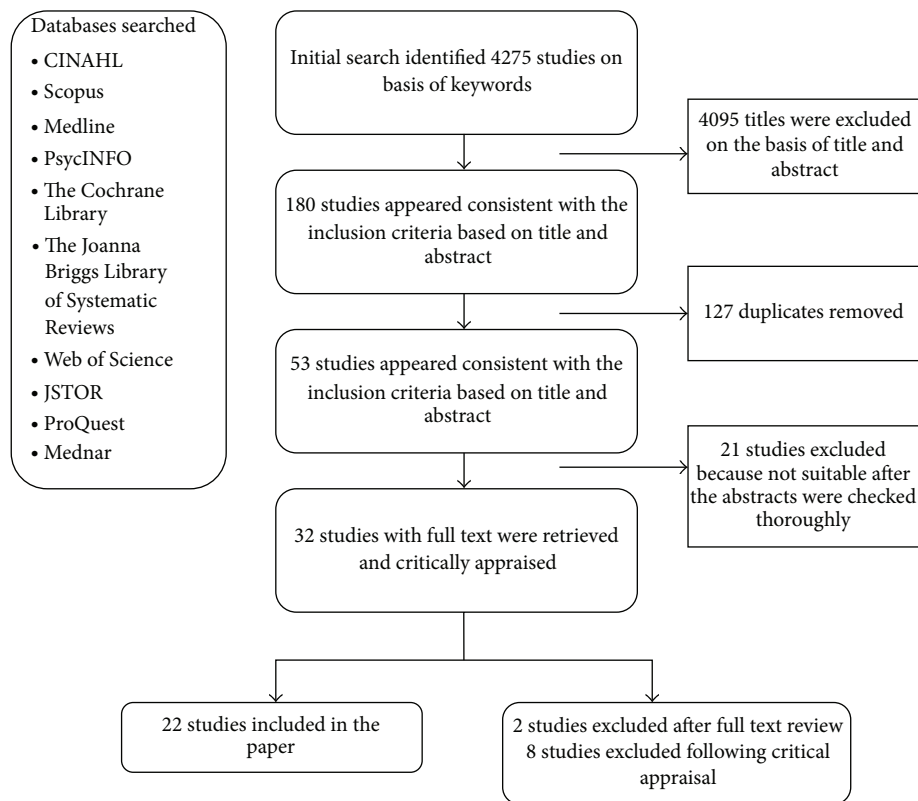 Databases searched
• CINAHL
• Scopus
• Medline
• PsycINFO
• The Cochrane
Library
• The Joanna
Briggs Library
of Systematic
Reviews
• Web of Science
• JSTOR
• ProQuest
• Mednar
Initial search identified 4275 studies on
basis of keywords
4095 titles were excluded
on the basis of title and
abstract
180 studies appeared consistent with the
inclusion criteria based on title and
abstract
127 duplicates removed
53 studies appeared consistent with the
inclusion criteria based on title and
abstract
21 studies excluded
because not suitable after
the abstracts were checked
thoroughly
32 studies with full text were retrieved
and critically appraised
22 studies included in the
paper
2 studies excluded after full text review
8 studies excluded following critical
appraisal